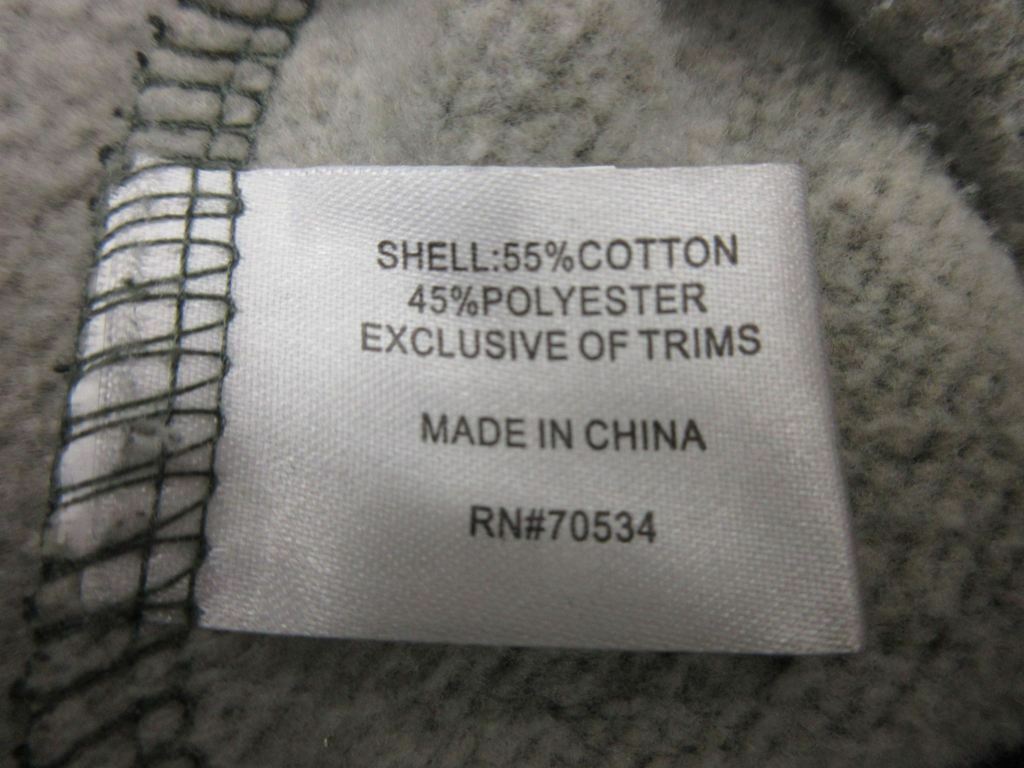 SHELL:55%COTTON
45%POLYESTER
EXCLUSIVE OF TRIMS
MADE IN CHINA
RN#70534